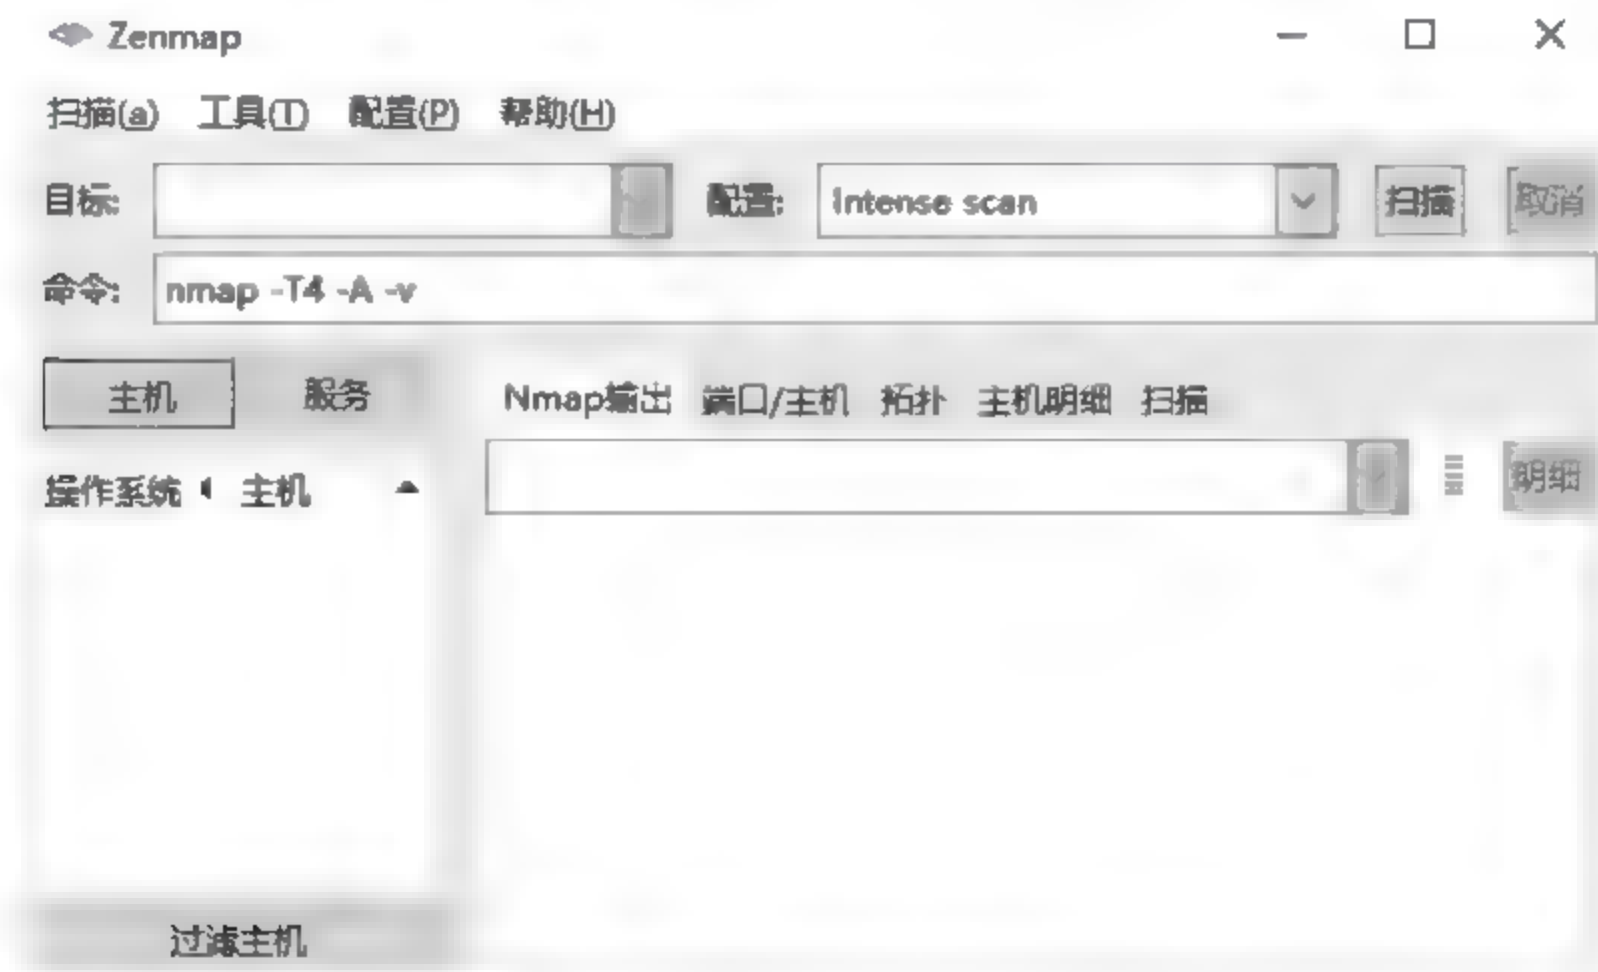 Zenmap
扫描(a) 工具(T) 配置(P) 帮助(H)
目标: 配置: Intense scan 扫描 取消
命令: nmap -T4 -A -v
主机 服务 Nmap输出 端口/主机 拓扑 主机明细 扫描
操作系统 主机 明细
过滤主机